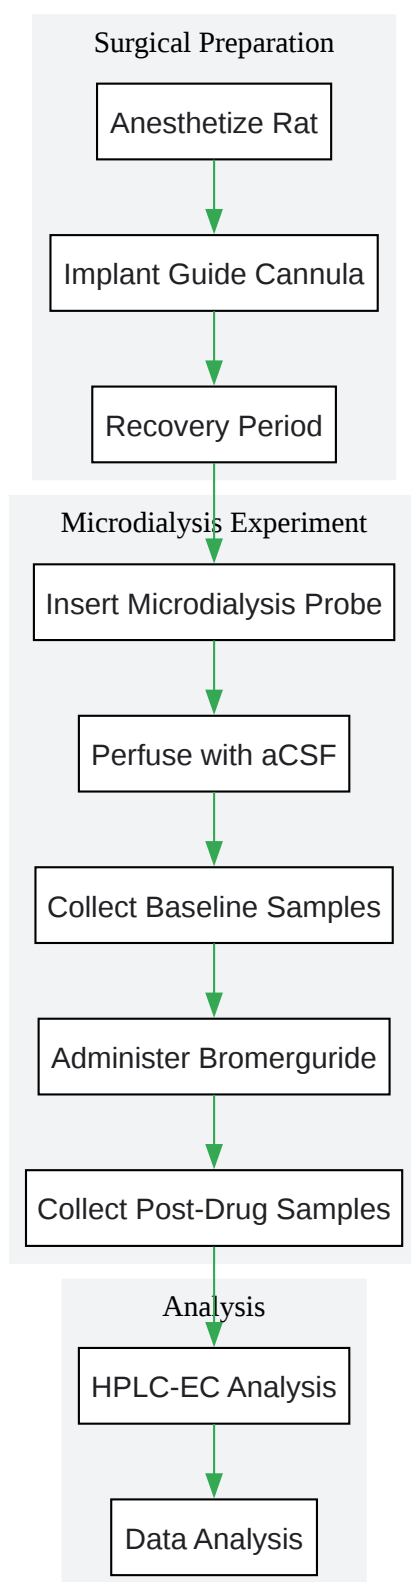 Surgical Preparation
Anesthetize Rat
Implant Guide Cannula
Recovery Period
Microdialysis Experiment
Insert Microdialysis Probe
Perfuse with aCSF
Collect Baseline Samples
Administer Bromerguride
Collect Post-Drug Samples
Analysis
HPLC-EC Analysis
Data Analysis